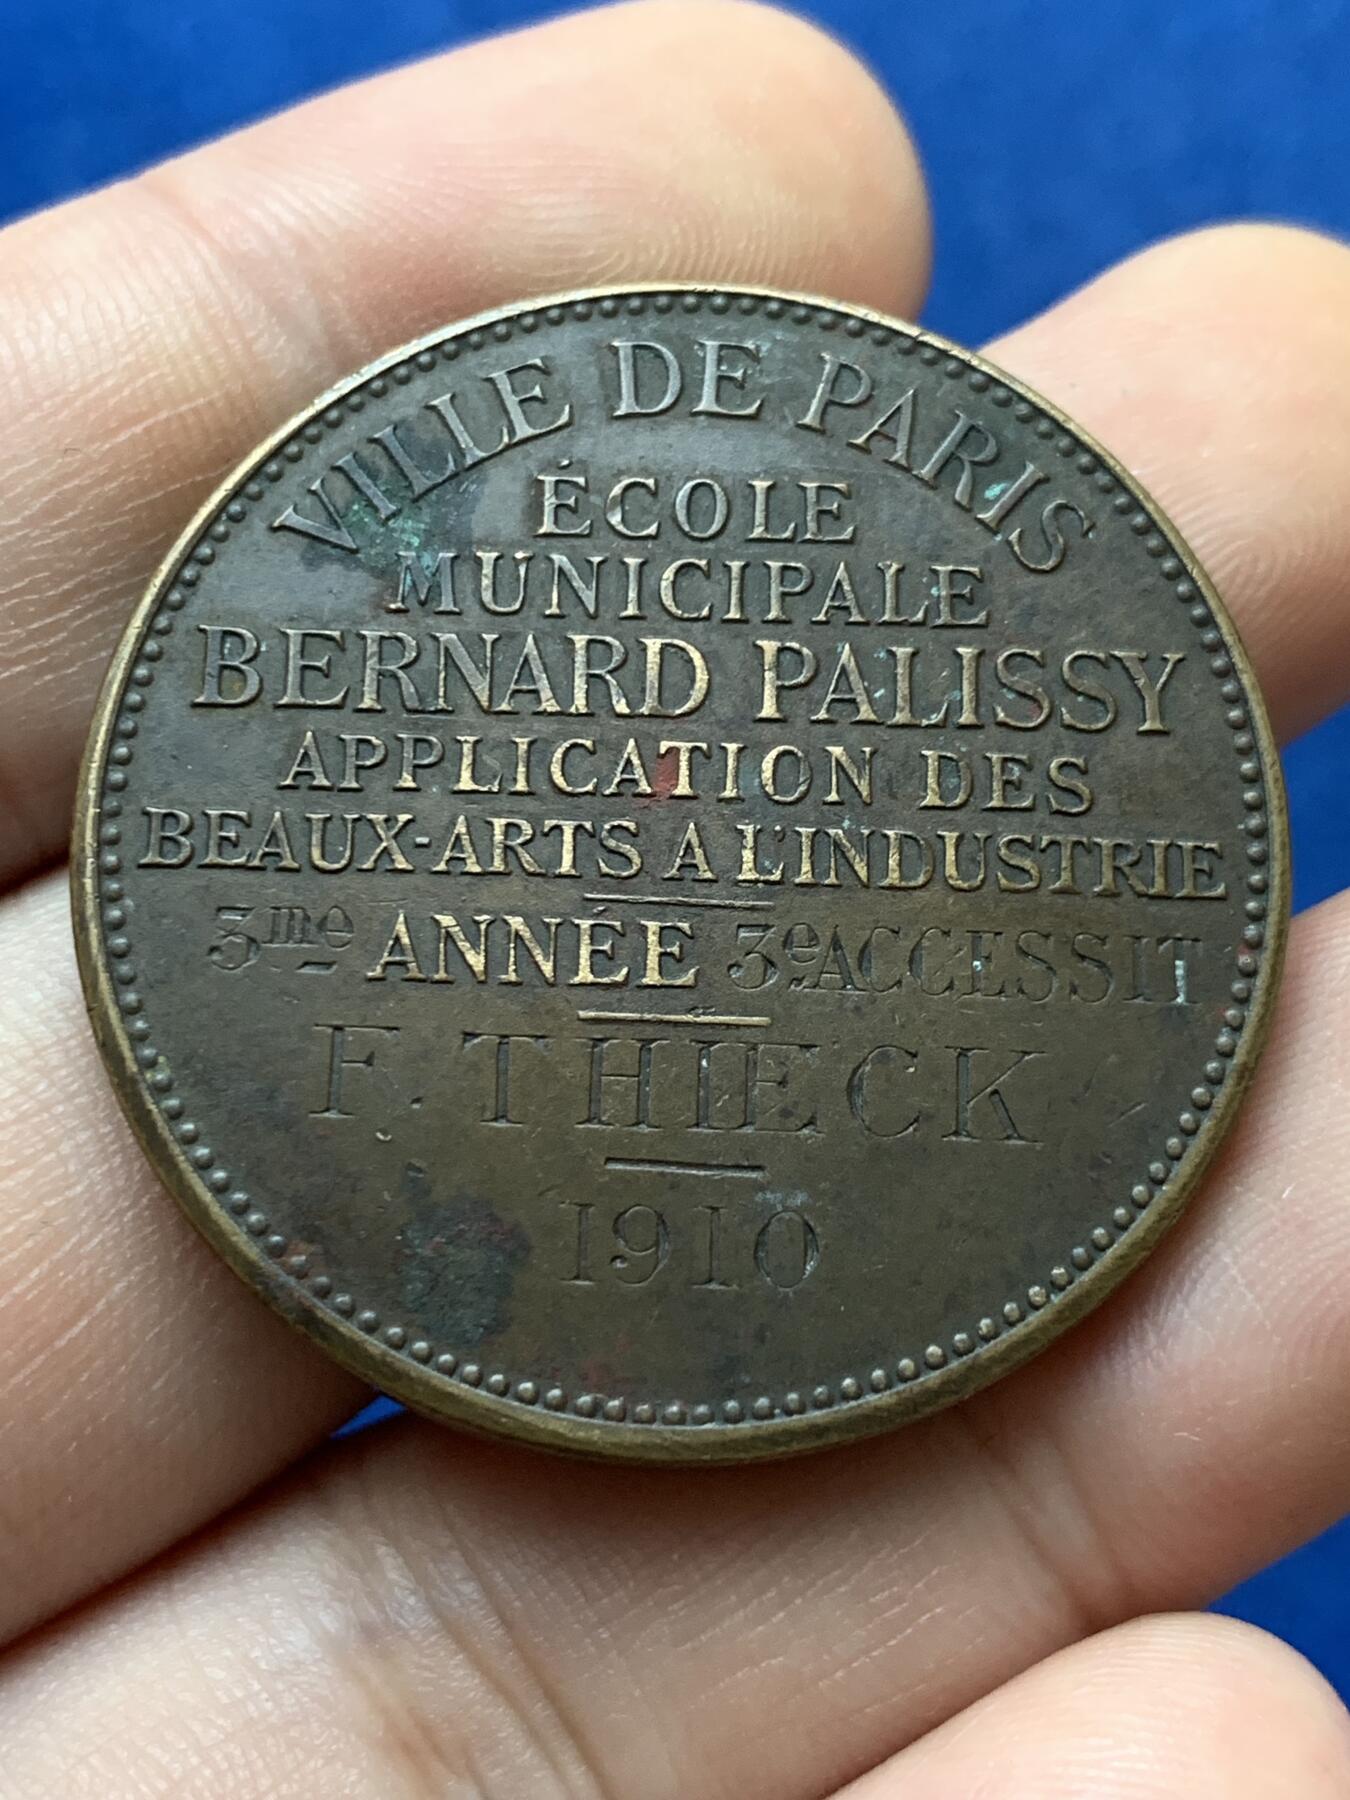 VILLE DE PARIS
ÉCOLE
MUNICIPALE
BERNARD PALISSY
APPLICATION DES
BEAUX-ARTS A L'INDUSTRIE
3me ANNÉE 3e ACCESSIT
F. THIECK
1910